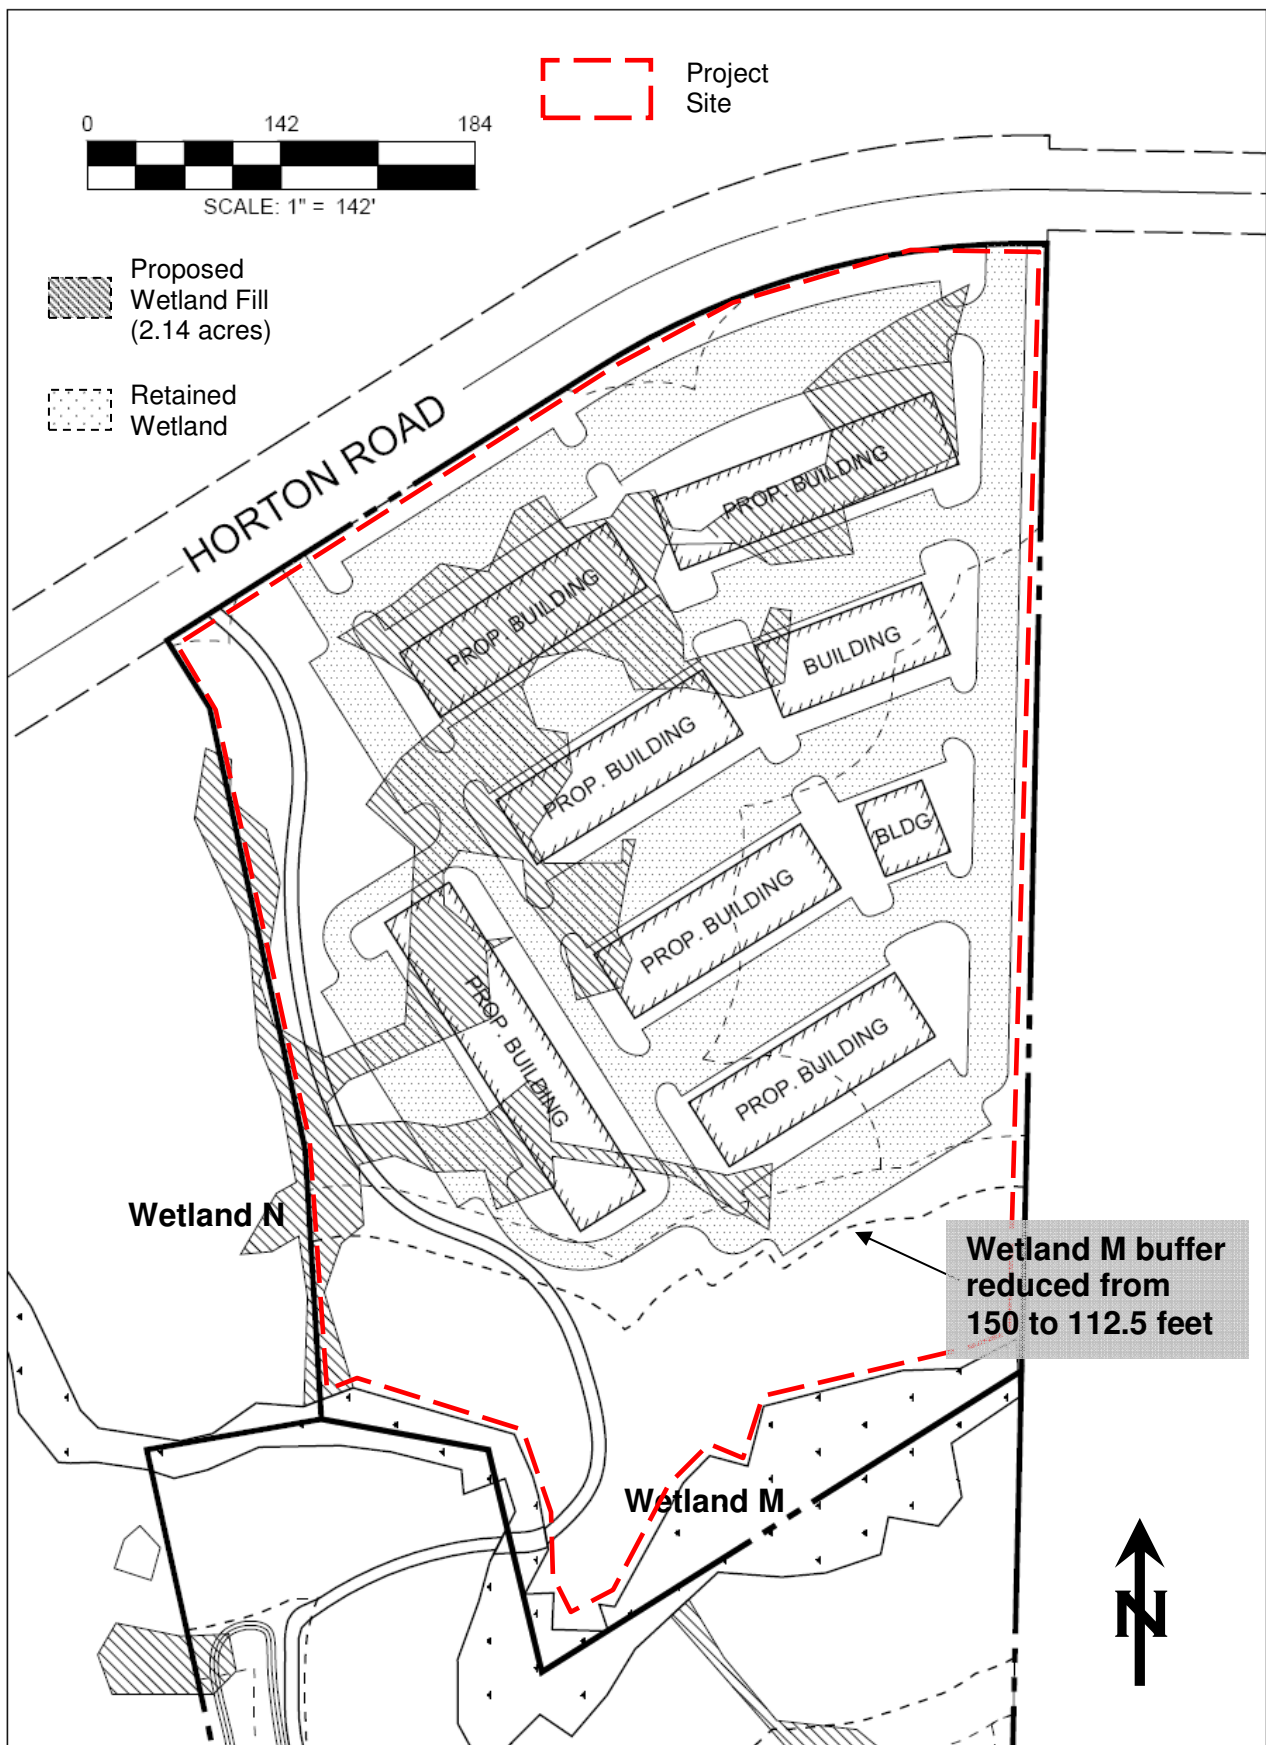 Project
Site
0 142 184
SCALE: 1" = 142'
Proposed
Wetland Fill
(2.14 acres)
Retained
Wetland
HORTON ROAD
PROP. BUILDING
PROP. BUILDING
BUILDING
PROP. BUILDING
BLDG
PROP. BUILDING
PROP. BUILDING
PROP. BUILDING
Wetland N
Wetland M buffer
reduced from
150 to 112.5 feet
Wetland M
N